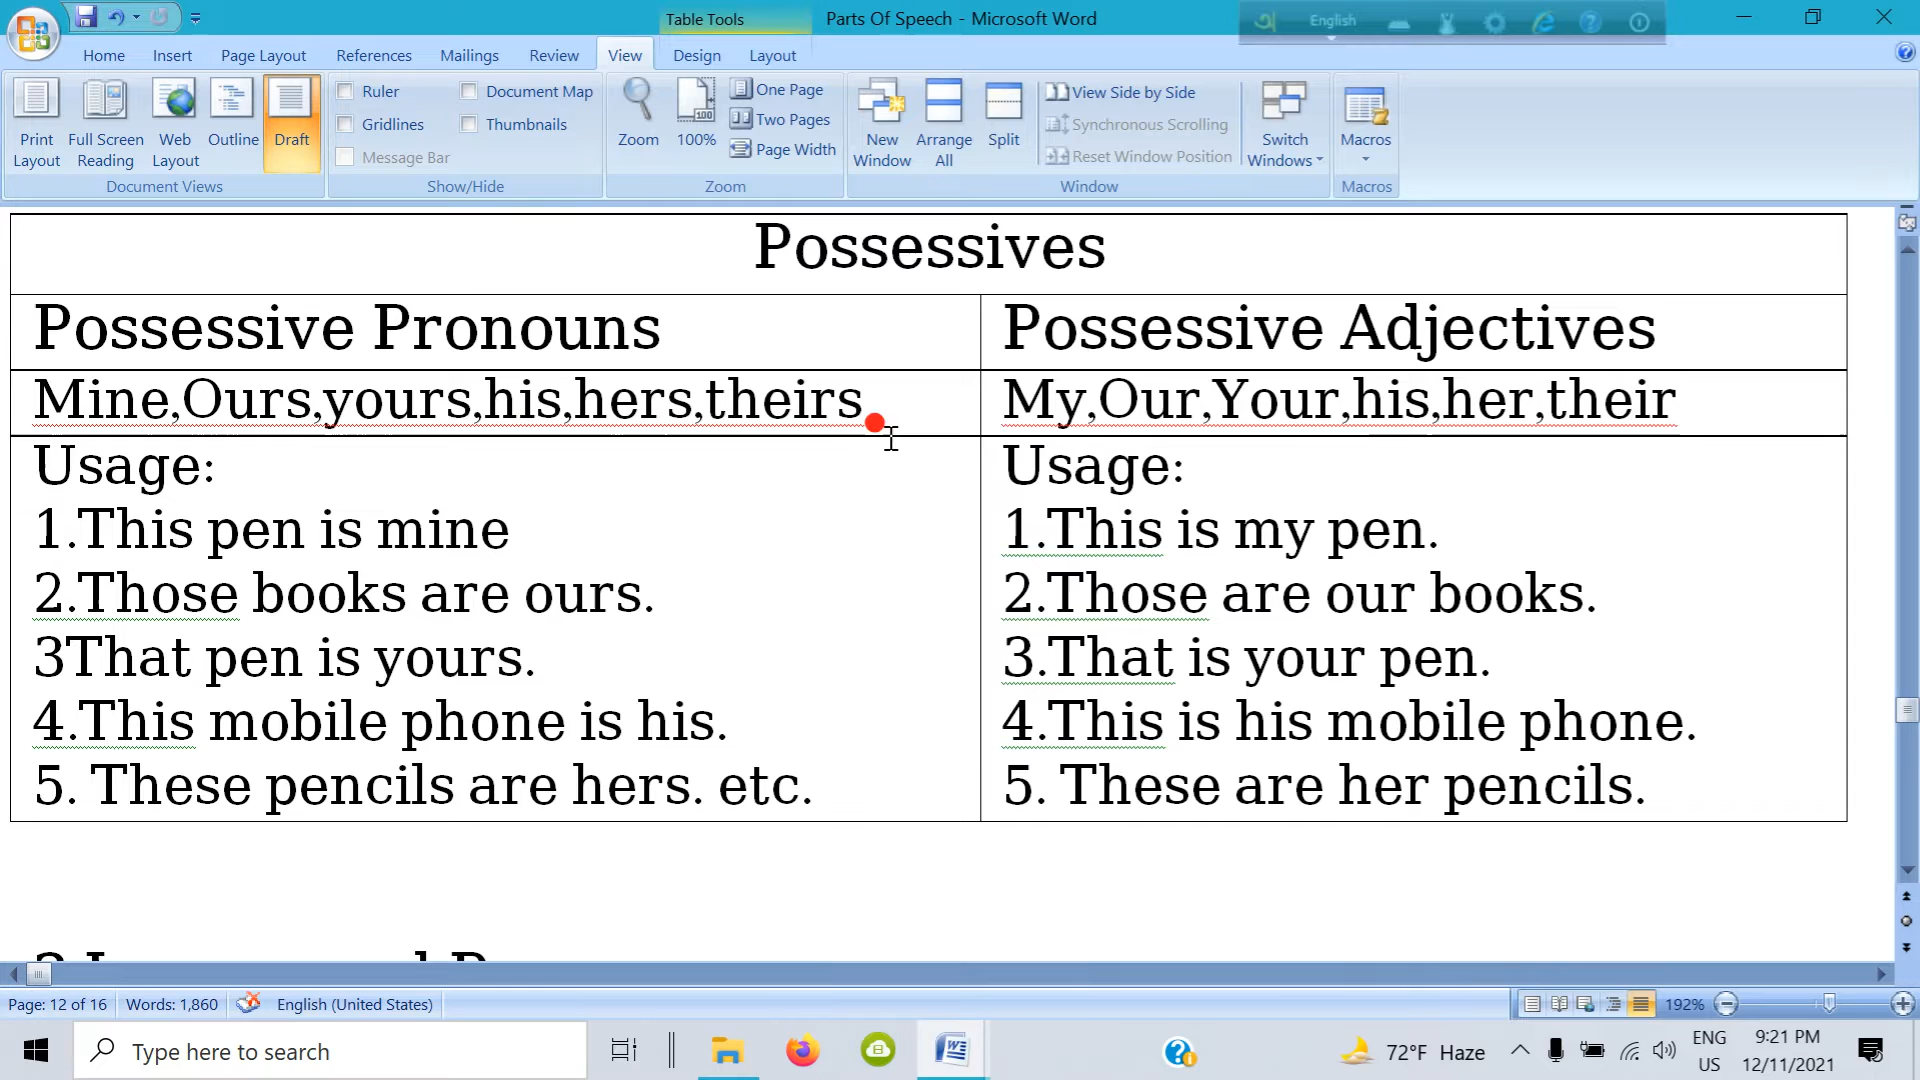 Table Tools
Parts Of Speech - Microsoft Word
English
Home Insert Page Layout References Mailings Review View Design Layout
Print Layout
Full Screen Reading
Web Layout
Outline
Draft
Document Views
Ruler
Gridlines
Message Bar
Document Map
Thumbnails
Show/Hide
Zoom
100%
One Page
Two Pages
Page Width
Zoom
New Window
Arrange All
Split
View Side by Side
Synchronous Scrolling
Reset Window Position
Switch Windows
Window
Macros
Macros
Possessives
Possessive Pronouns
Possessive Adjectives
Mine,Ours,yours,his,hers,theirs
My,Our,Your,his,her,their
Usage:
1.This pen is mine
2.Those books are ours.
3That pen is yours.
4.This mobile phone is his.
5. These pencils are hers. etc.
Usage:
1.This is my pen.
2.Those are our books.
3.That is your pen.
4.This is his mobile phone.
5. These are her pencils.
Page: 12 of 16 Words: 1,860 English (United States) 192%
Type here to search
72°F Haze
ENG US
9:21 PM
12/11/2021